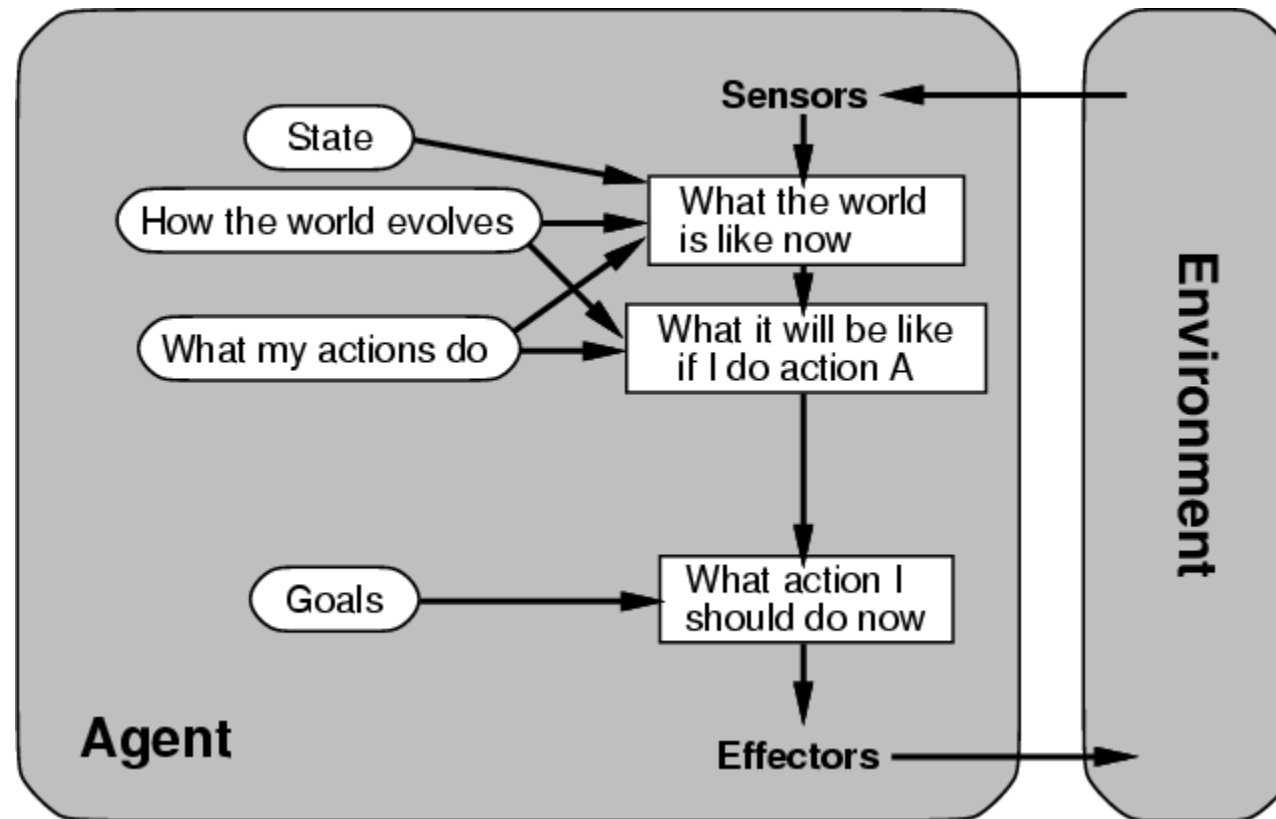 Sensors
State
What the world
is like now
How the world evolves
What it will be like
if I do action A
What my actions do
Environment
What action I
should do now
Goals
Agent
Effectors